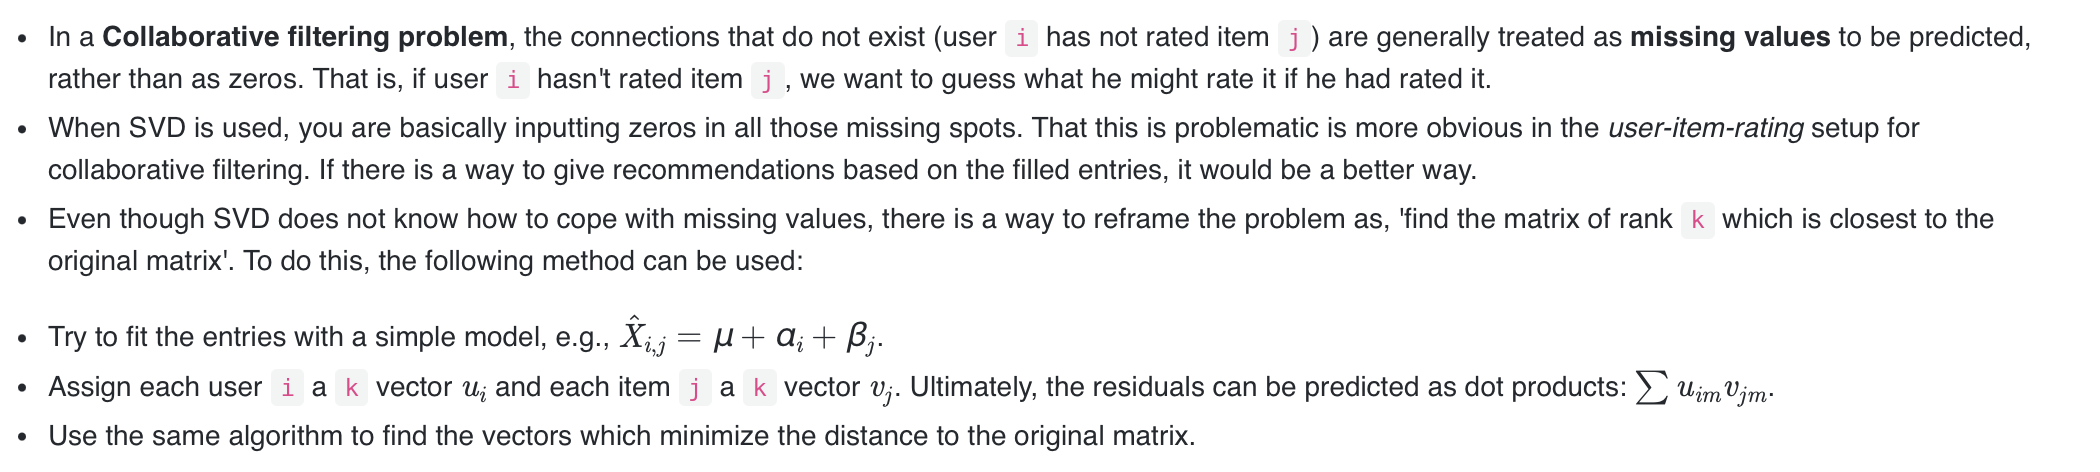 • In a Collaborative filtering problem, the connections that do not exist (user i has not rated item j) are generally treated as missing values to be predicted,
rather than as zeros. That is, if user i hasn't rated item j, we want to guess what he might rate it if he had rated it.
• When SVD is used, you are basically inputting zeros in all those missing spots. That this is problematic is more obvious in the user-item-rating setup for
collaborative filtering. If there is a way to give recommendations based on the filled entries, it would be a better way.
• Even though SVD does not know how to cope with missing values, there is a way to reframe the problem as, 'find the matrix of rank k which is closest to the
original matrix'. To do this, the following method can be used:
• Try to fit the entries with a simple model, e.g., $\hat{X}_{i,j} = \mu + \alpha_i + \beta_j$.
• Assign each user i a k vector $u_i$ and each item j a k vector $v_j$. Ultimately, the residuals can be predicted as dot products: $\sum u_{im} v_{jm}$.
• Use the same algorithm to find the vectors which minimize the distance to the original matrix.